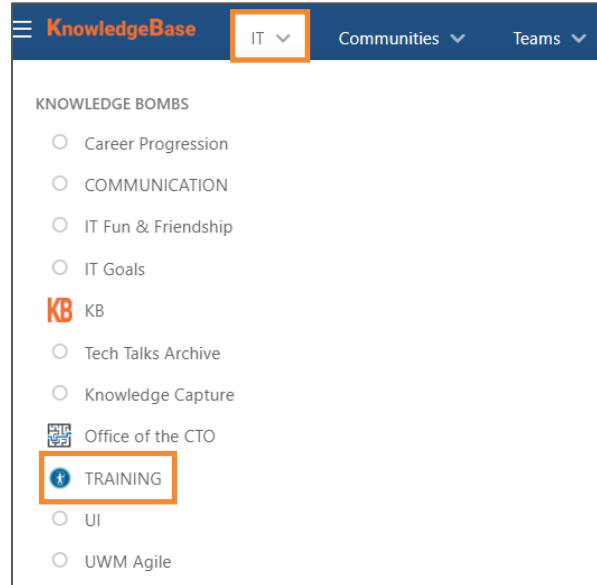 KnowledgeBase IT Communities Teams
KNOWLEDGE BOMBS
Career Progression
COMMUNICATION
IT Fun & Friendship
IT Goals
KB KB
Tech Talks Archive
Knowledge Capture
Office of the CTO
TRAINING
UI
UWM Agile